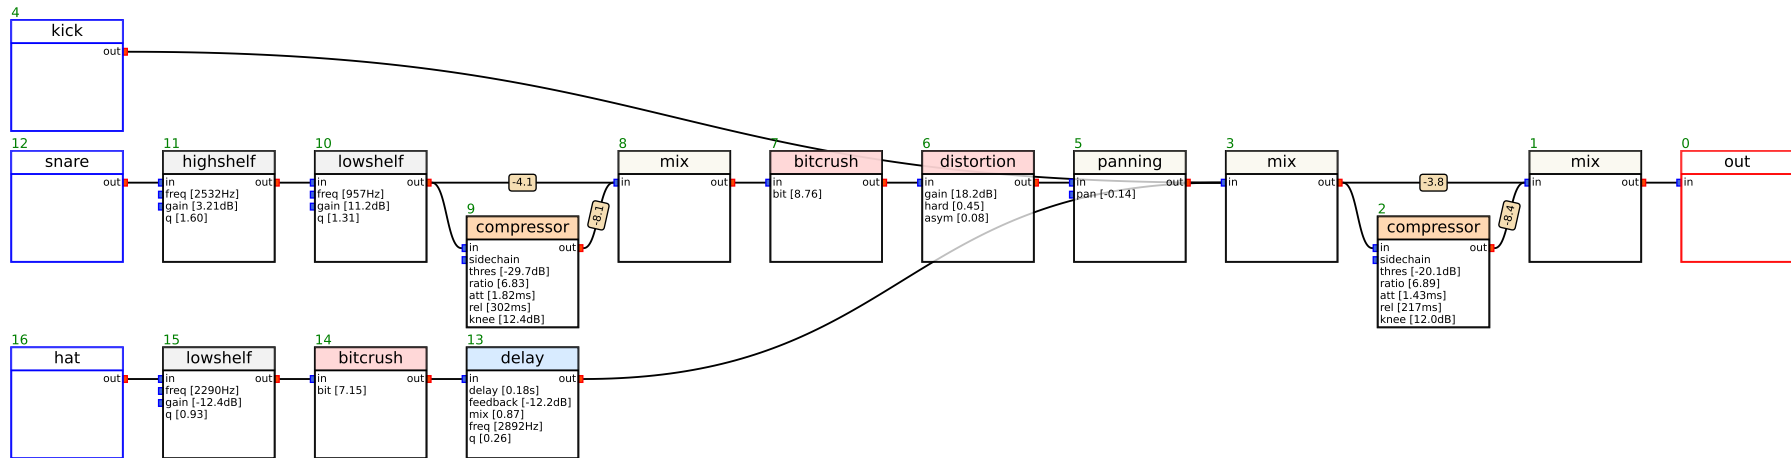 4
kick
out
12
snare
out
11
highshelf
in out
freq [2532Hz]
gain [3.21dB]
q [1.60]
10
lowshelf
in out
freq [957Hz]
gain [11.2dB]
q [1.31]
-4.1
9
compressor
in out
sidechain
thres [-29.7dB]
ratio [6.83]
att [1.82ms]
rel [302ms]
knee [12.4dB]
-8.1
8
mix
in out
7
bitcrush
in out
bit [8.76]
6
distortion
in out
gain [18.2dB]
hard [0.45]
asym [0.08]
5
panning
in out
pan [-0.14]
3
mix
in out
-3.8
2
compressor
in out
sidechain
thres [-20.1dB]
ratio [6.89]
att [1.43ms]
rel [217ms]
knee [12.0dB]
-8.4
1
mix
in out
0
out
in
16
hat
out
15
lowshelf
in out
freq [2290Hz]
gain [-12.4dB]
q [0.93]
14
bitcrush
in out
bit [7.15]
13
delay
in out
delay [0.18s]
feedback [-12.2dB]
mix [0.87]
freq [2892Hz]
q [0.26]